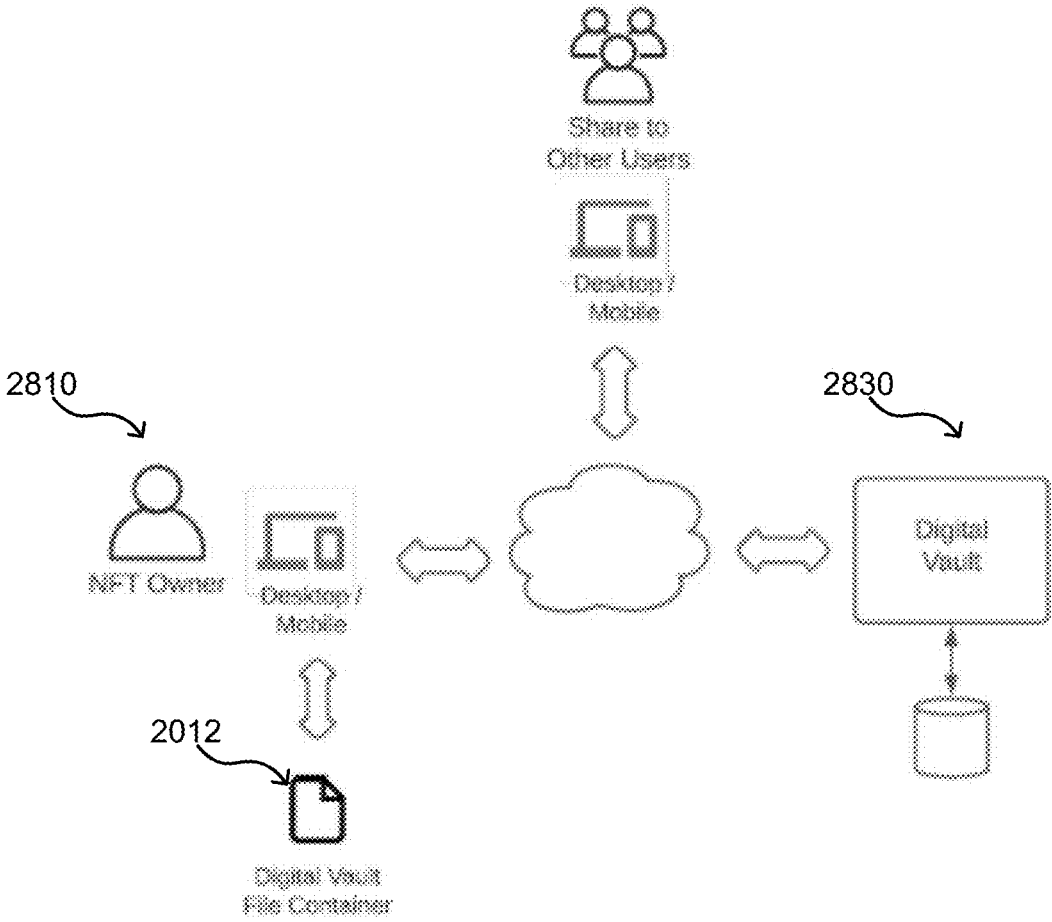 Share to
Other Users
Desktop /
Mobile
2810
2830
NFT Owner
Desktop /
Mobile
Digital
Vault
2012
Digital Vault
File Container